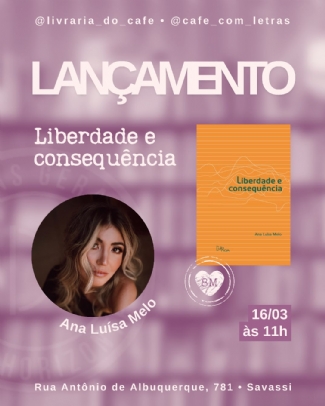 @livraria_do_cafe • @cafe_com_letras
LANÇAMENTO
Liberdade e
consequência
Liberdade e
consequência
Ana Luísa Melo
BM
Ana Luísa Melo
16/03
às 11h
Rua Antônio de Albuquerque, 781 • Savassi